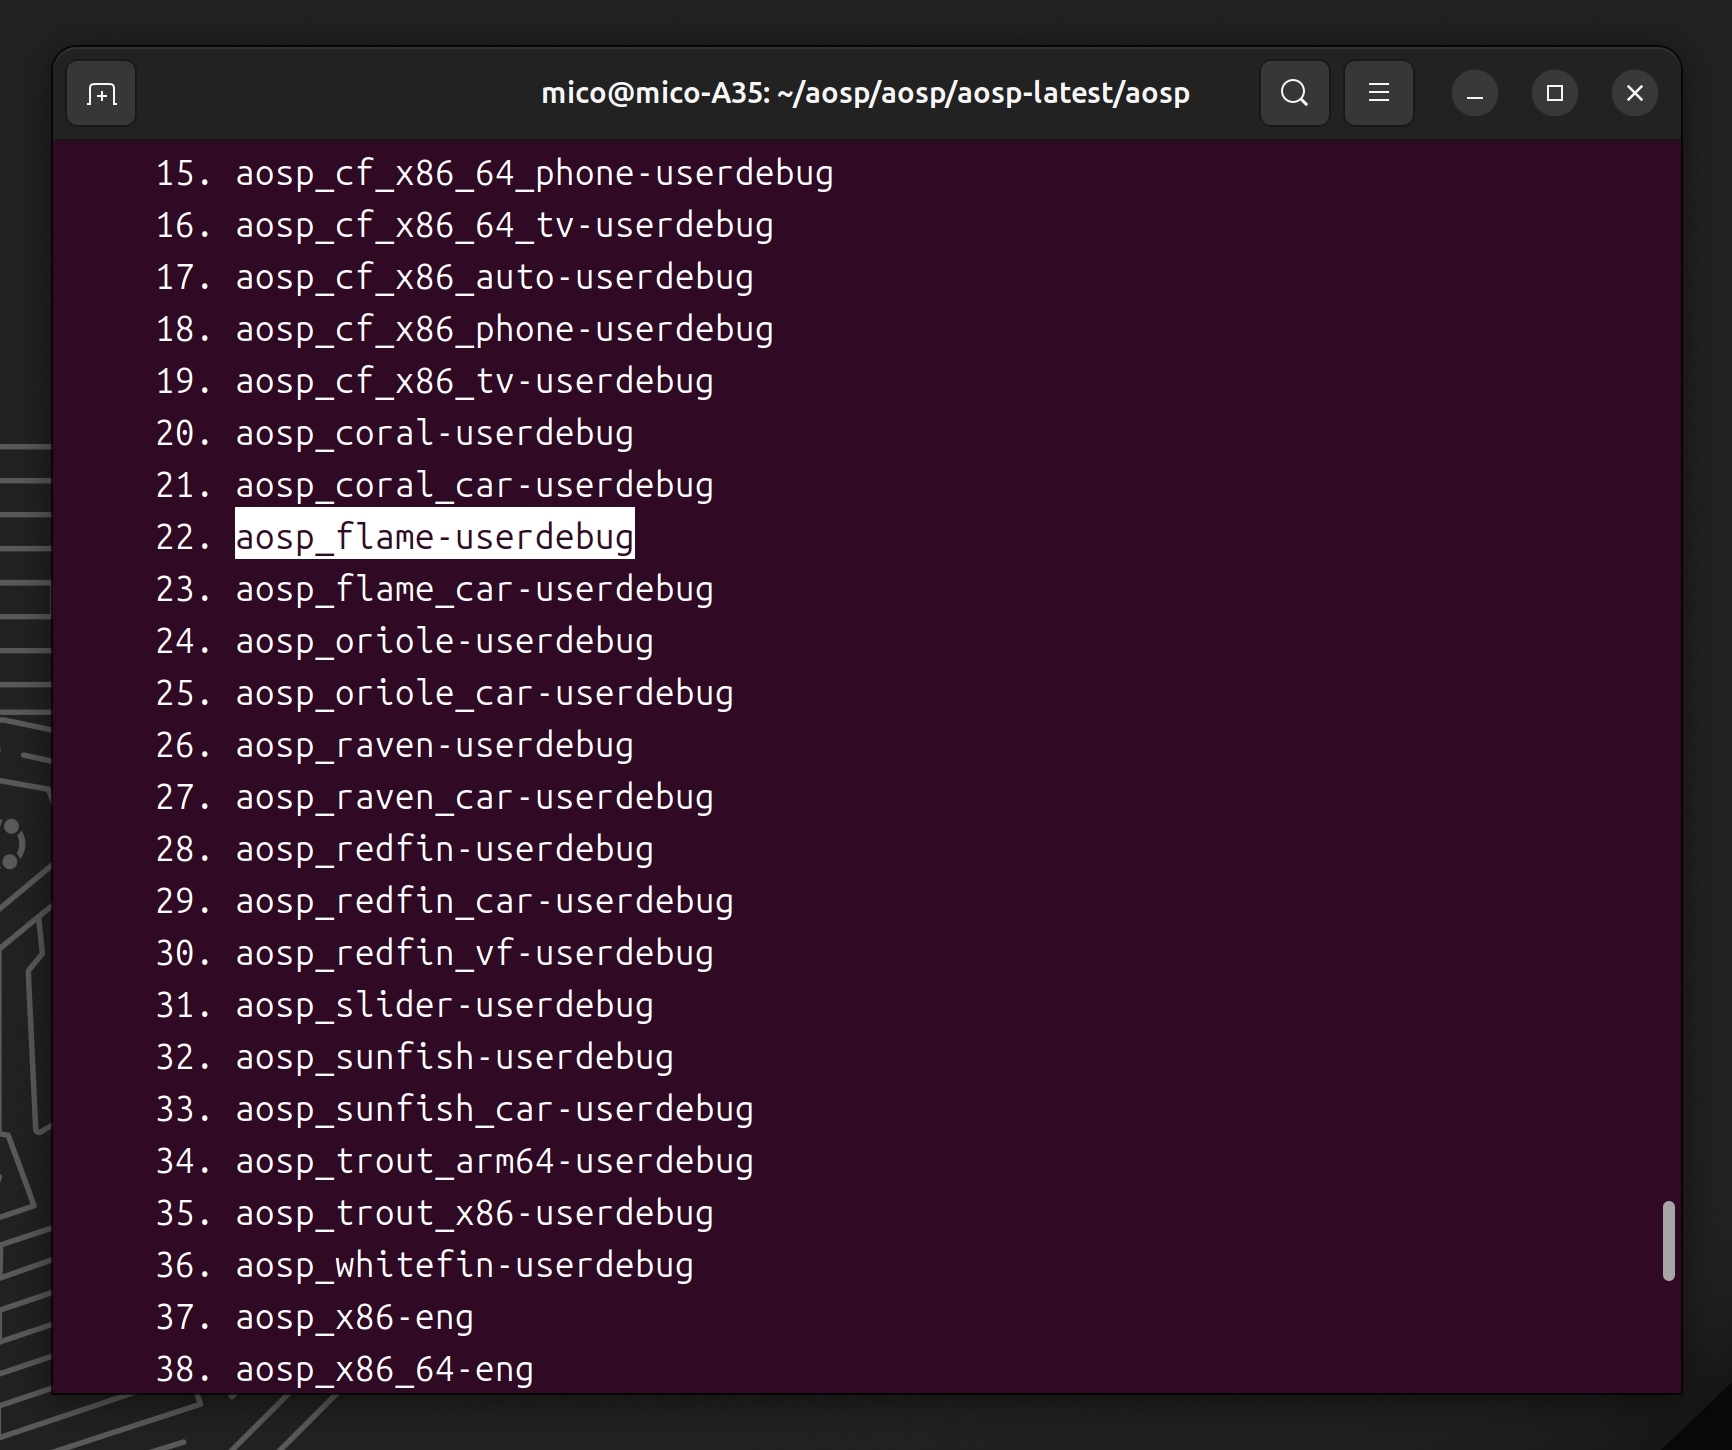 mico@mico-A35: ~/aosp/aosp/aosp-latest/aosp
15. aosp_cf_x86_64_phone-userdebug
16. aosp_cf_x86_64_tv-userdebug
17. aosp_cf_x86_auto-userdebug
18. aosp_cf_x86_phone-userdebug
19. aosp_cf_x86_tv-userdebug
20. aosp_coral-userdebug
21. aosp_coral_car-userdebug
22. aosp_flame-userdebug
23. aosp_flame_car-userdebug
24. aosp_oriole-userdebug
25. aosp_oriole_car-userdebug
26. aosp_raven-userdebug
27. aosp_raven_car-userdebug
28. aosp_redfin-userdebug
29. aosp_redfin_car-userdebug
30. aosp_redfin_vf-userdebug
31. aosp_slider-userdebug
32. aosp_sunfish-userdebug
33. aosp_sunfish_car-userdebug
34. aosp_trout_arm64-userdebug
35. aosp_trout_x86-userdebug
36. aosp_whitefin-userdebug
37. aosp_x86-eng
38. aosp_x86_64-eng